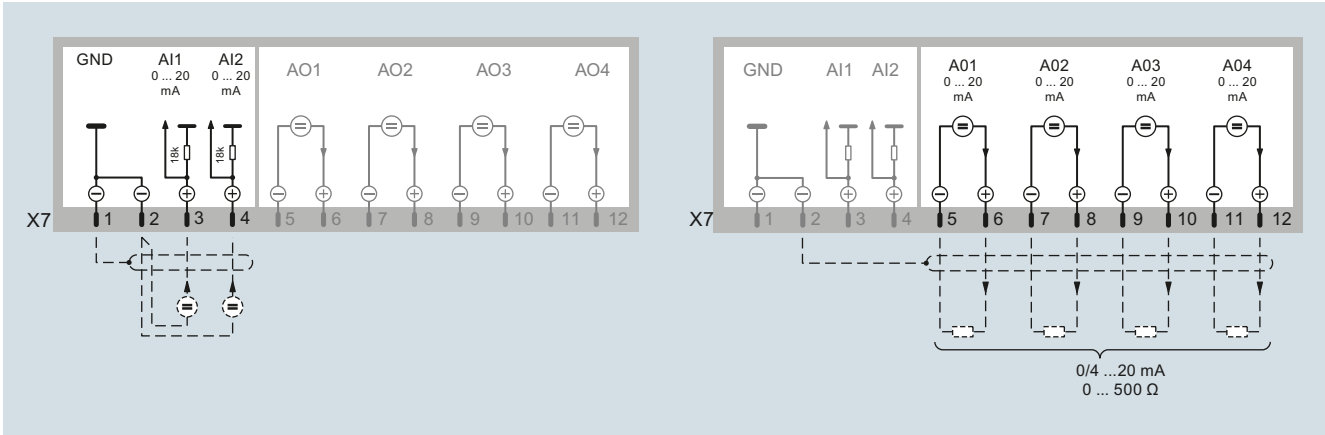 GND AI1 AI2 AO1 AO2 AO3 AO4
0 ... 20 0 ... 20
mA mA
18k 18k
X7 1 2 3 4 5 6 7 8 9 10 11 12
GND AI1 AI2 A01 A02 A03 A04
0 ... 20 0 ... 20 0 ... 20 0 ... 20
mA mA mA mA
X7 1 2 3 4 5 6 7 8 9 10 11 12
0/4 ...20 mA
0 ... 500 Ω